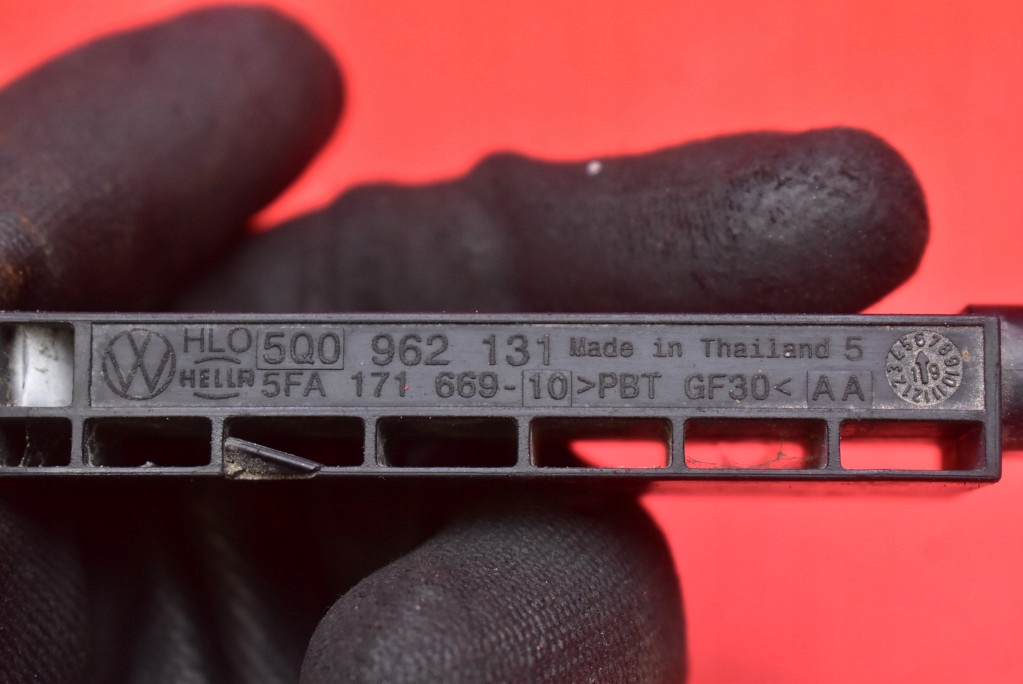 HLO 5Q0 962 131 Made in Thailand 5
HELLA 5FA 171 669-10 >PBT GF30< AA